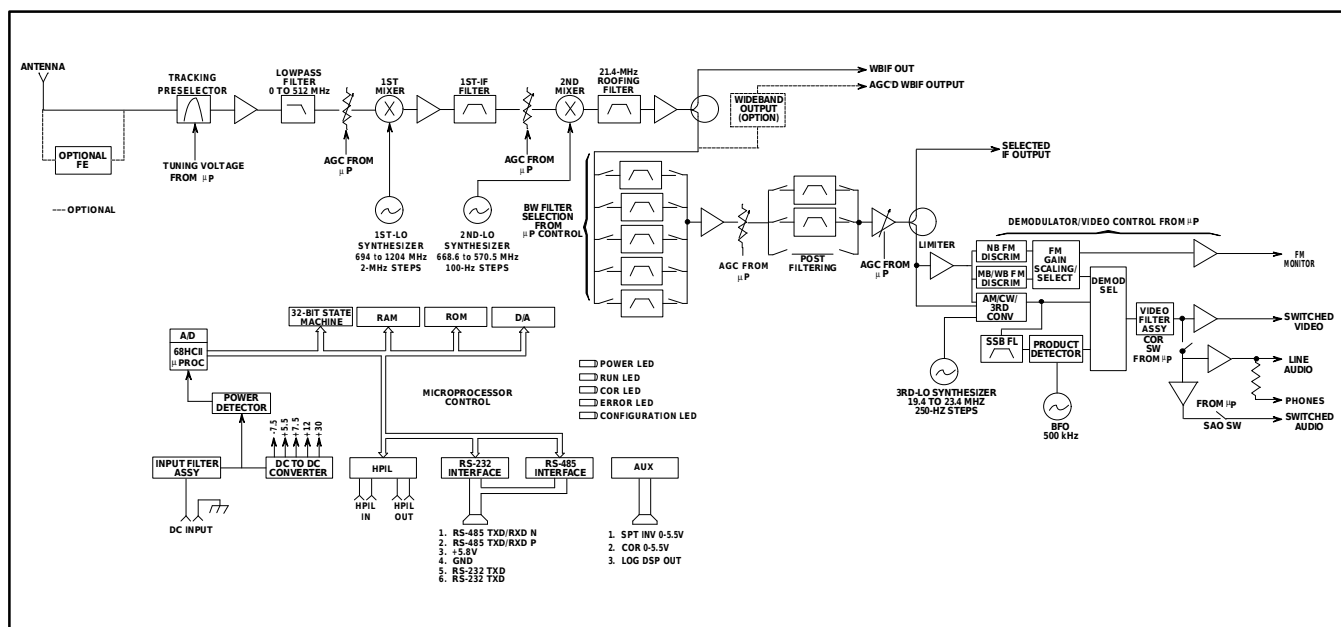 ANTENNA
OPTIONAL
FE
---- OPTIONAL
TRACKING
PRESELECTOR
TUNING VOLTAGE
FROM µP
LOWPASS
FILTER
0 TO 512 MHz
AGC FROM
µP
1ST
MIXER
1ST-LO
SYNTHESIZER
694 to 1204 MHz
2-MHz STEPS
1ST-IF
FILTER
AGC FROM
µP
2ND
MIXER
2ND-LO
SYNTHESIZER
668.6 to 570.5 MHz
100-Hz STEPS
21.4-MHz
ROOFING
FILTER
WBIF OUT
AGC'D WBIF OUTPUT
WIDEBAND
OUTPUT
(OPTION)
BW FILTER
SELECTION
FROM
µP CONTROL
AGC FROM
µP
POST
FILTERING
AGC FROM
µP
SELECTED
IF OUTPUT
DEMODULATOR/VIDEO CONTROL FROM µP
LIMITER
NB FM
DISCRIM
MB/WB FM
DISCRIM
FM
GAIN
SCALING/
SELECT
AM/CW/
3RD
CONV
DEMOD
SEL
SSB FL
PRODUCT
DETECTOR
3RD-LO SYNTHESIZER
19.4 TO 23.4 MHZ
250-HZ STEPS
BFO
500 kHz
VIDEO
FILTER
ASSY
COR
SW
FROM µP
FM
MONITOR
SWITCHED
VIDEO
LINE
AUDIO
PHONES
SWITCHED
AUDIO
FROM µP
SAO SW
32-BIT STATE
MACHINE
RAM
ROM
D/A
A/D
68HCII
µ PROC
POWER
DETECTOR
MICROPROCESSOR
CONTROL
POWER LED
RUN LED
COR LED
ERROR LED
CONFIGURATION LED
-7.5
+5.5
+7.5
+12
+30
INPUT FILTER
ASSY
DC TO DC
CONVERTER
DC INPUT
HPIL
HPIL
IN
HPIL
OUT
RS-232
INTERFACE
RS-485
INTERFACE
1. RS-485 TXD/RXD N
2. RS-485 TXD/RXD P
3. +5.8V
4. GND
5. RS-232 TXD
6. RS-232 TXD
AUX
1. SPT INV 0-5.5V
2. COR 0-5.5V
3. LOG DSP OUT